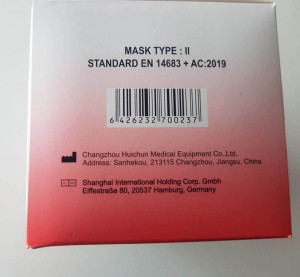 MASK TYPE : II
STANDARD EN 14683 + AC:2019
6 426232 700237
Changzhou Huichun Medical Equipment Co.,Ltd.
Address: Sanhekou, 213115 Changzhou, Jiangsu, China
Shanghai International Holding Corp. Gmbh
Eiffestraße 80, 20537 Hamburg, Germany